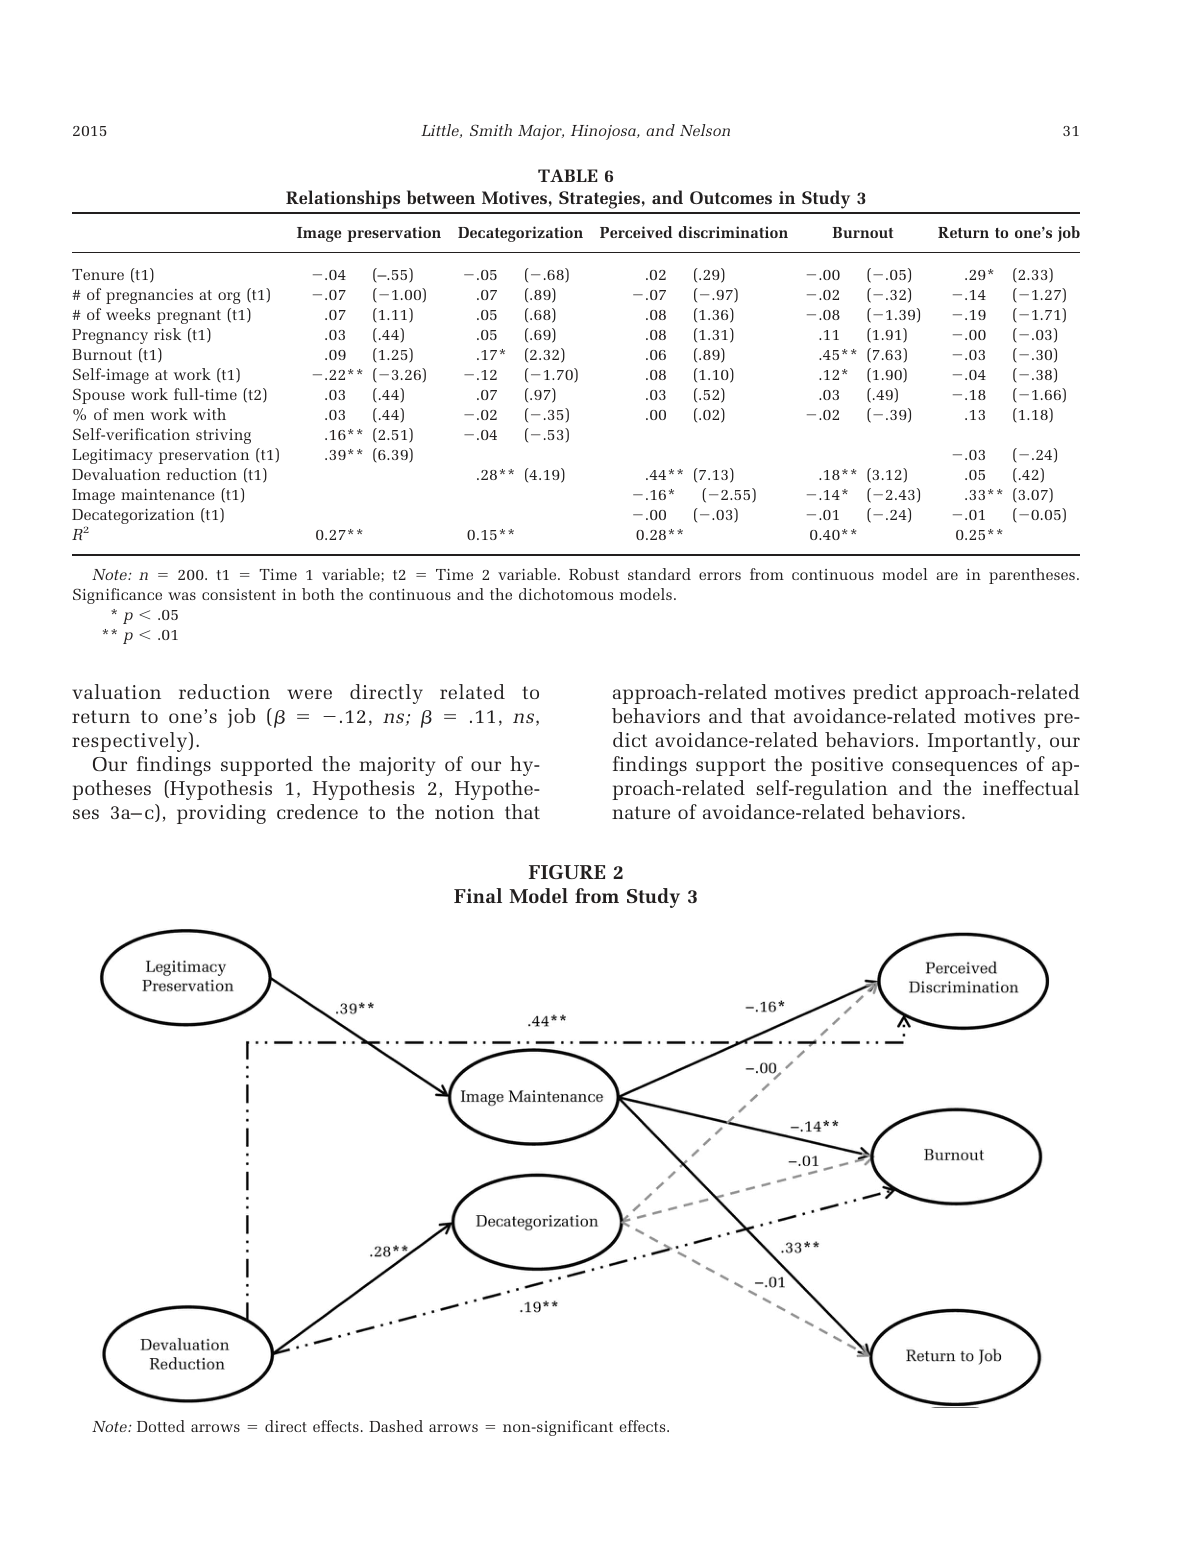 2015 Little, Smith Major, Hinojosa, and Nelson 31
TABLE 6
Relationships between Motives, Strategies, and Outcomes in Study 3
Image preservation Decategorization Perceived discrimination Burnout Return to one's job
Tenure (t1) −.04 (–.55) −.05 (−.68) .02 (.29) −.00 (−.05) .29* (2.33)
# of pregnancies at org (t1) −.07 (−1.00) .07 (.89) −.07 (−.97) −.02 (−.32) −.14 (−1.27)
# of weeks pregnant (t1) .07 (1.11) .05 (.68) .08 (1.36) −.08 (−1.39) −.19 (−1.71)
Pregnancy risk (t1) .03 (.44) .05 (.69) .08 (1.31) .11 (1.91) −.00 (−.03)
Burnout (t1) .09 (1.25) .17* (2.32) .06 (.89) .45** (7.63) −.03 (−.30)
Self-image at work (t1) −.22** (−3.26) −.12 (−1.70) .08 (1.10) .12* (1.90) −.04 (−.38)
Spouse work full-time (t2) .03 (.44) .07 (.97) .03 (.52) .03 (.49) −.18 (−1.66)
% of men work with .03 (.44) −.02 (−.35) .00 (.02) −.02 (−.39) .13 (1.18)
Self-verification striving .16** (2.51) −.04 (−.53)
Legitimacy preservation (t1) .39** (6.39) −.03 (−.24)
Devaluation reduction (t1) .28** (4.19) .44** (7.13) .18** (3.12) .05 (.42)
Image maintenance (t1) −.16* (−2.55) −.14* (−2.43) .33** (3.07)
Decategorization (t1) −.00 (−.03) −.01 (−.24) −.01 (−0.05)
R² 0.27** 0.15** 0.28** 0.40** 0.25**
Note: n = 200. t1 = Time 1 variable; t2 = Time 2 variable. Robust standard errors from continuous model are in parentheses.
Significance was consistent in both the continuous and the dichotomous models.
* p < .05
** p < .01
valuation reduction were directly related to
return to one's job (β = −.12, ns; β = .11, ns,
respectively).
Our findings supported the majority of our hy-
potheses (Hypothesis 1, Hypothesis 2, Hypothe-
ses 3a–c), providing credence to the notion that
approach-related motives predict approach-related
behaviors and that avoidance-related motives pre-
dict avoidance-related behaviors. Importantly, our
findings support the positive consequences of ap-
proach-related self-regulation and the ineffectual
nature of avoidance-related behaviors.
FIGURE 2
Final Model from Study 3
Legitimacy
Preservation
Perceived
Discrimination
.39**
.44**
–.16*
–.00
Image Maintenance
–.14**
Burnout
–.01
Decategorization
.28**
.33**
–.01
.19**
Devaluation
Reduction
Return to Job
Note: Dotted arrows = direct effects. Dashed arrows = non-significant effects.